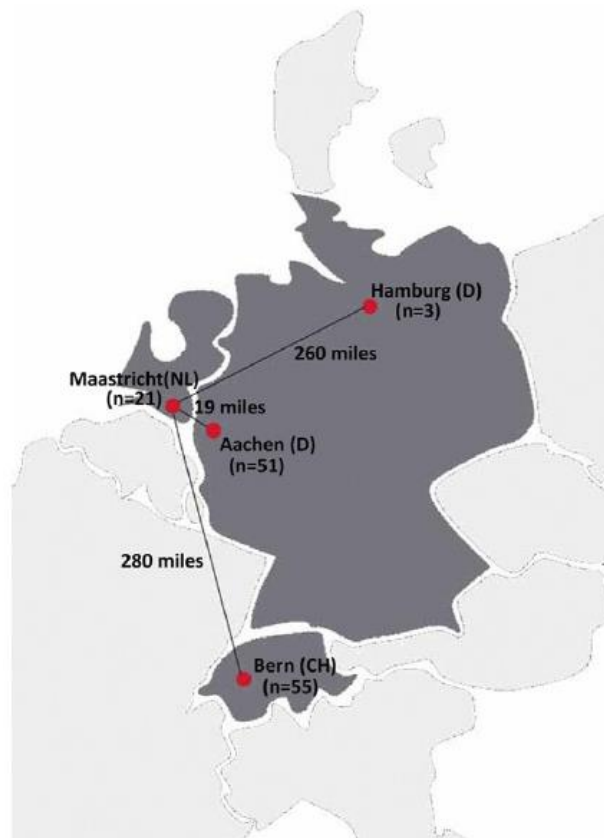 Hamburg (D)
(n=3)
260 miles
Maastricht(NL)
(n=21)
19 miles
Aachen (D)
(n=51)
280 miles
Bern (CH)
(n=55)